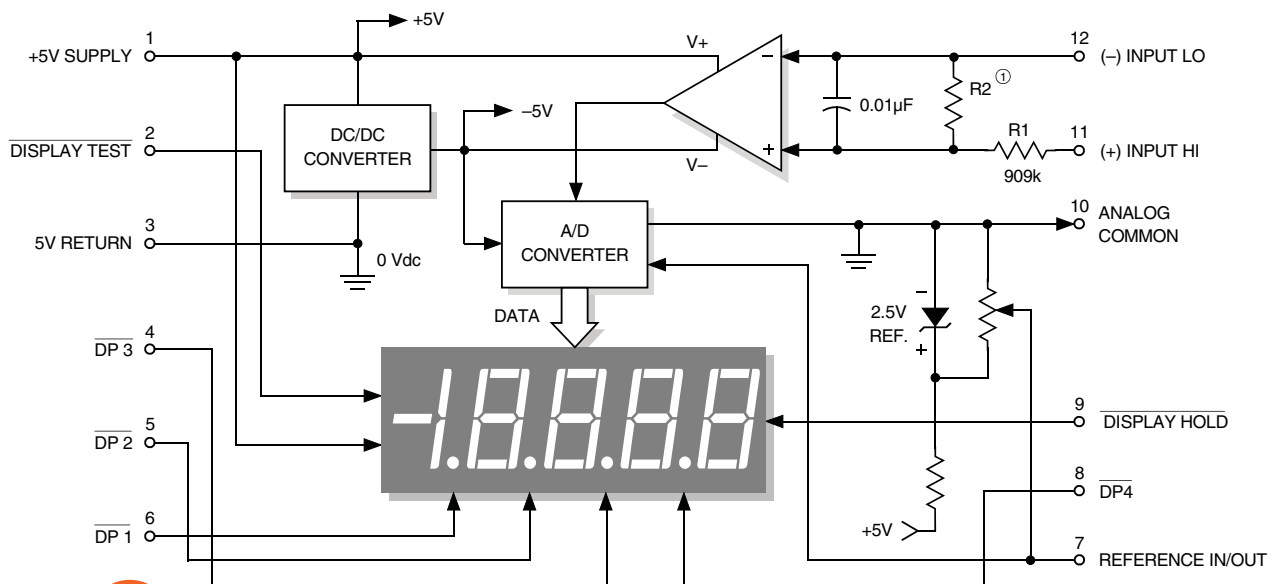 +5V
1
+5V SUPPLY
V+
12
(–) INPUT LO
–
R2 ①
0.01µF
–5V
DC/DC
CONVERTER
2
DISPLAY TEST
V–
+
R1
909k
11
(+) INPUT HI
3
5V RETURN
0 Vdc
A/D
CONVERTER
10
ANALOG
COMMON
DATA
–
2.5V
REF.
+
4
DP 3
-1.8.8.8.8
5
DP 2
9
DISPLAY HOLD
8
DP4
6
DP 1
+5V
7
REFERENCE IN/OUT